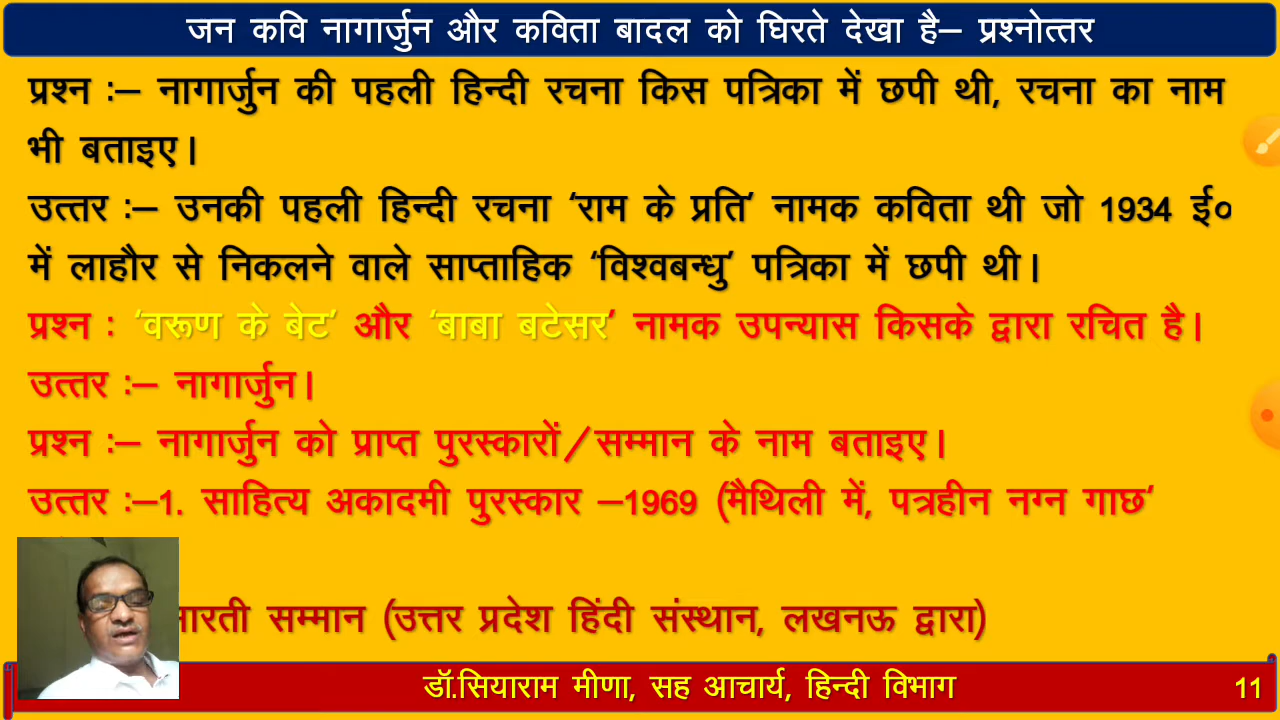 जन कवि नागार्जुन और कविता बादल को घिरते देखा है– प्रश्नोत्तर
प्रश्न :– नागार्जुन की पहली हिन्दी रचना किस पत्रिका में छपी थी, रचना का नाम
भी बताइए।
उत्तर :– उनकी पहली हिन्दी रचना ‘राम के प्रति’ नामक कविता थी जो 1934 ई०
में लाहौर से निकलने वाले साप्ताहिक ‘विश्वबन्धु’ पत्रिका में छपी थी।
प्रश्न : ‘वरूण के बेट’ और ‘बाबा बटेसर‘ नामक उपन्यास किसके द्वारा रचित है।
उत्तर :– नागार्जुन।
प्रश्न :– नागार्जुन को प्राप्त पुरस्कारों/सम्मान के नाम बताइए।
उत्तर :–1. साहित्य अकादमी पुरस्कार –1969 (मैथिली में, पत्रहीन नग्न गाछ’
सम्मान (उत्तर प्रदेश हिंदी संस्थान, लखनऊ द्वारा)
डॉ.सियाराम मीणा, सह आचार्य, हिन्दी विभाग
11